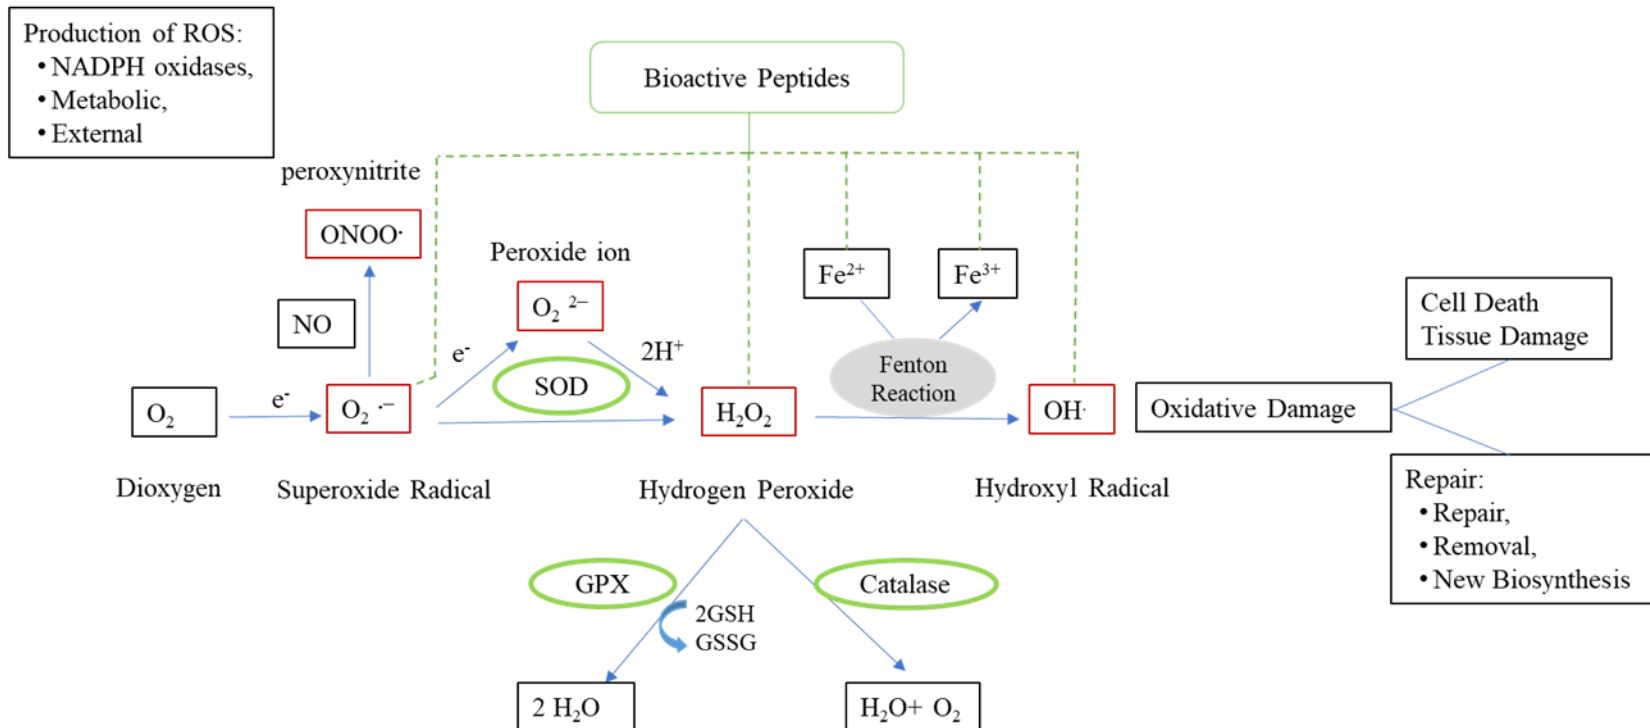 Production of ROS:
• NADPH oxidases,
• Metabolic,
• External
Bioactive Peptides
peroxynitrite
ONOO·
Peroxide ion
NO
O₂ ²⁻
Fe²⁺
Fe³⁺
e⁻
2H⁺
SOD
Fenton
Reaction
Cell Death
Tissue Damage
O₂
e⁻
O₂ ·⁻
H₂O₂
OH·
Oxidative Damage
Dioxygen
Superoxide Radical
Hydrogen Peroxide
Hydroxyl Radical
Repair:
• Repair,
• Removal,
• New Biosynthesis
GPX
Catalase
2GSH
GSSG
2 H₂O
H₂O+ O₂